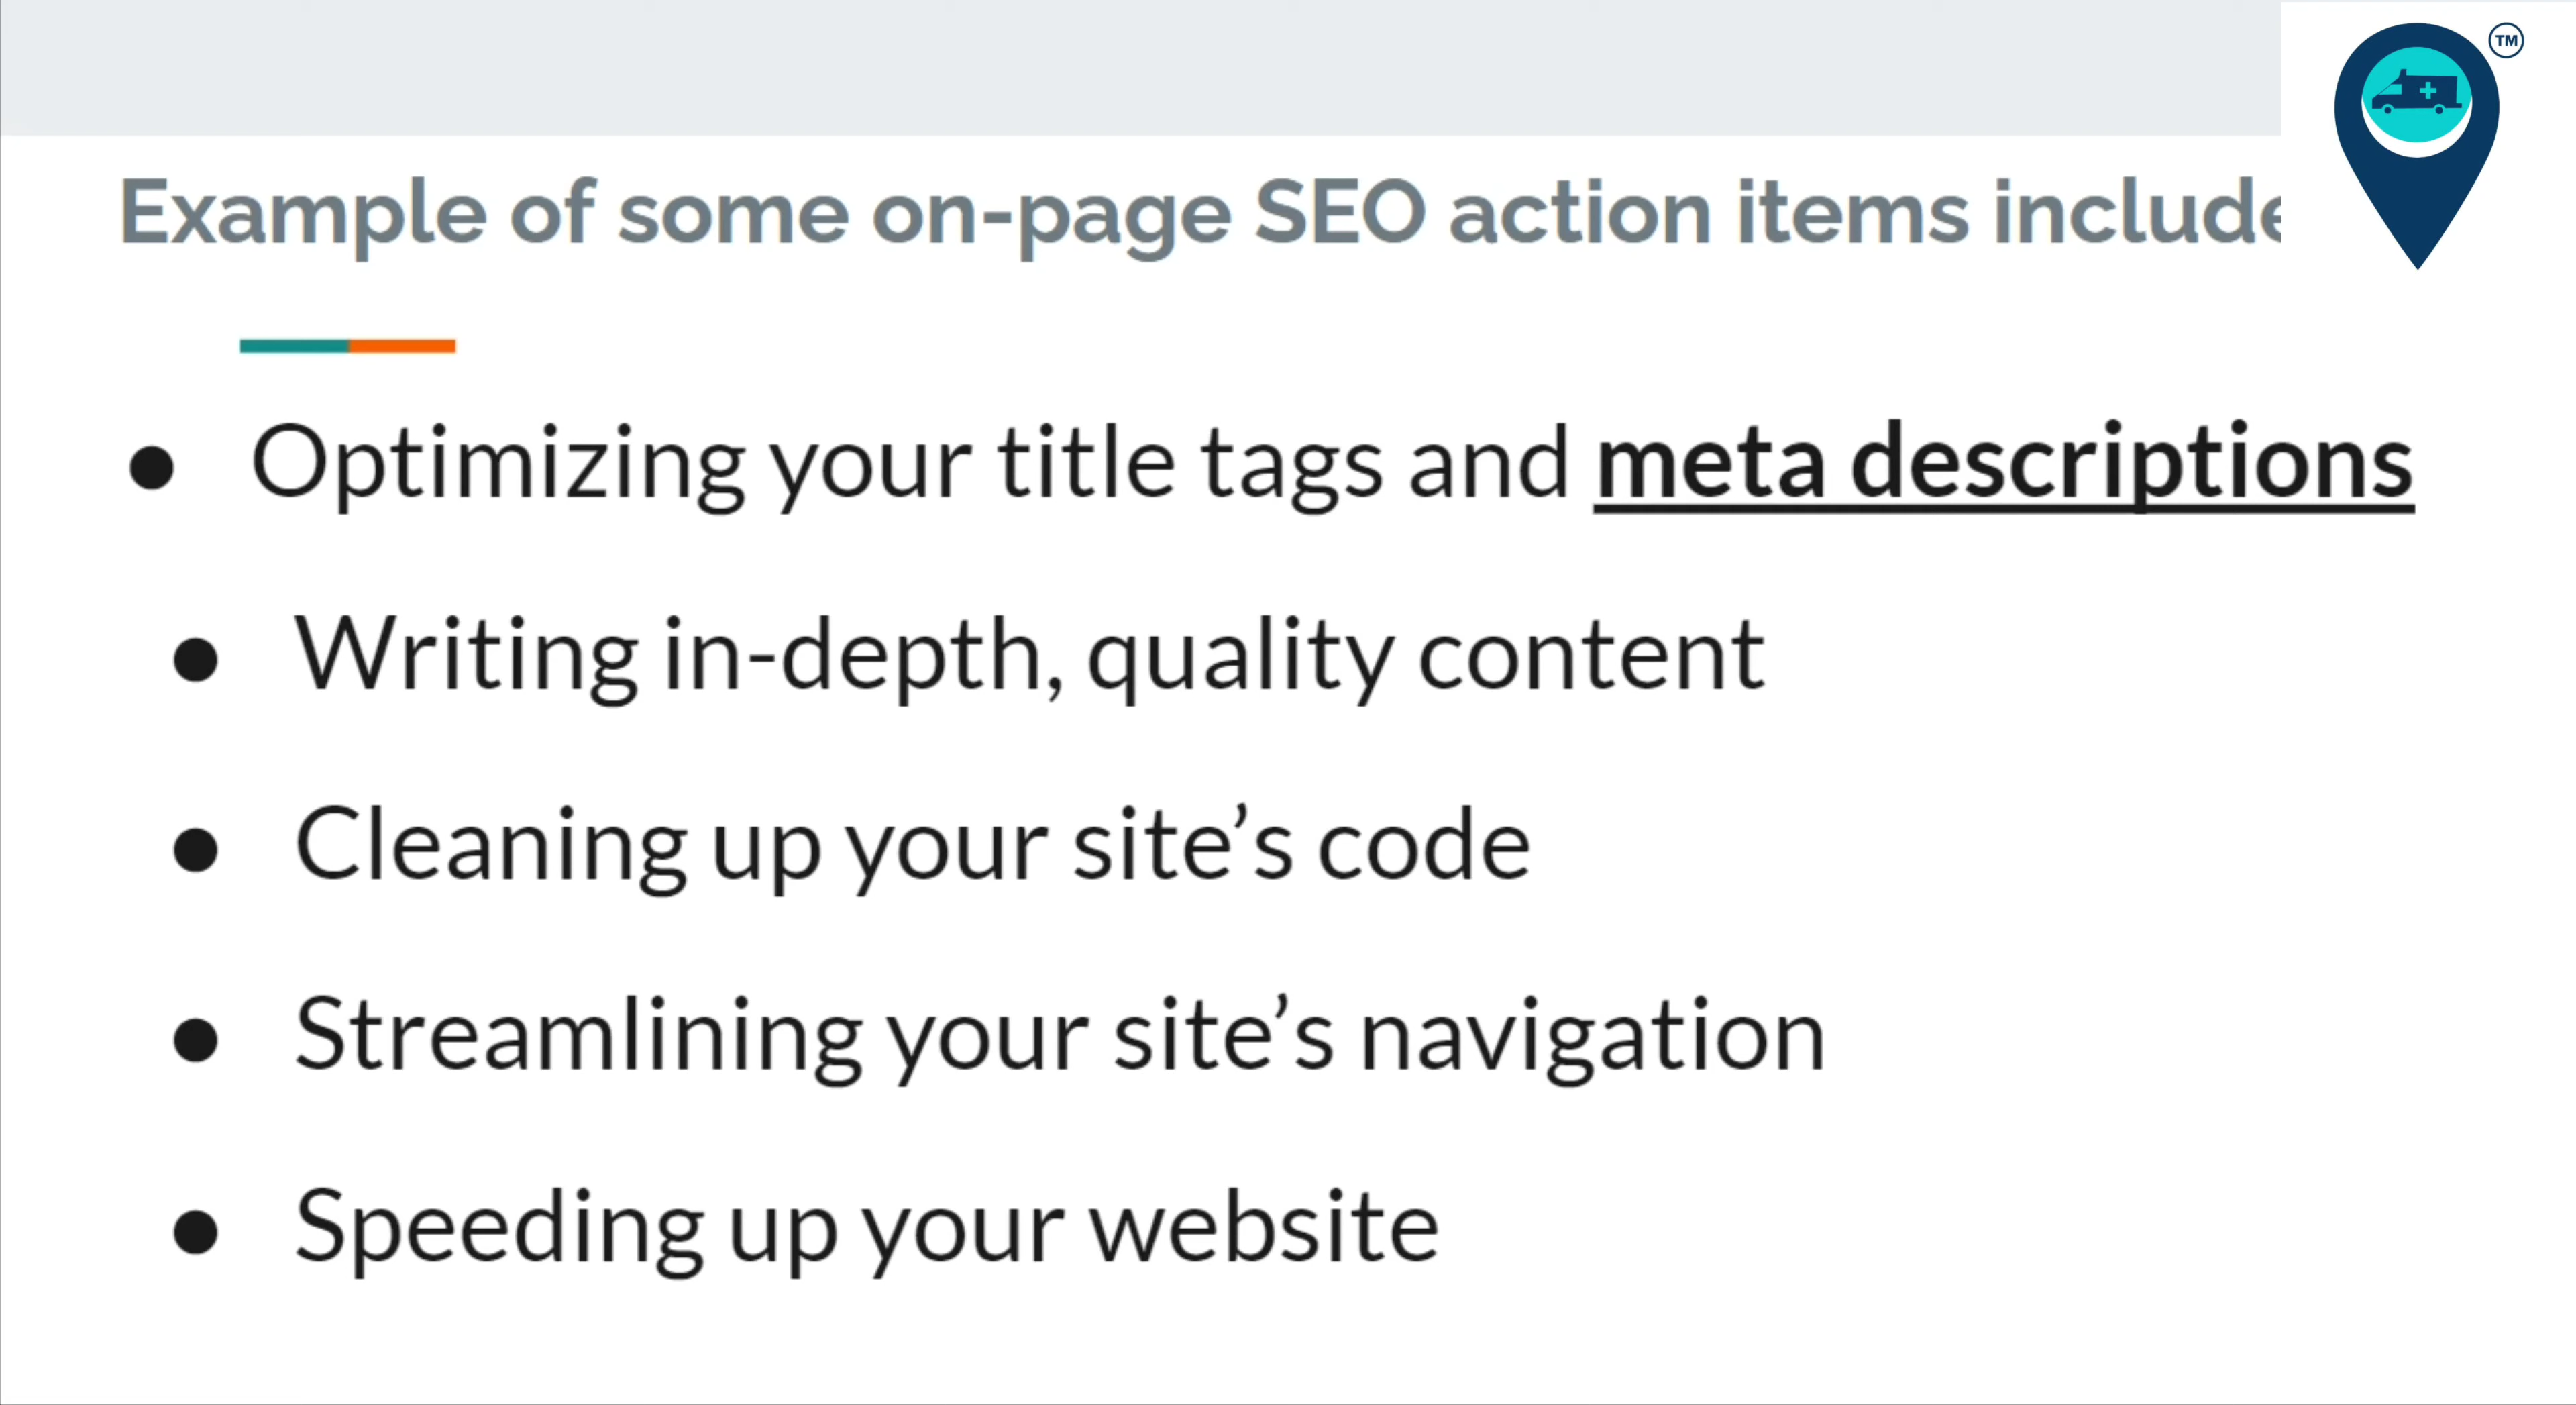 TM
Example of some on-page SEO action items include
● Optimizing your title tags and meta descriptions
● Writing in-depth, quality content
● Cleaning up your site’s code
● Streamlining your site’s navigation
● Speeding up your website